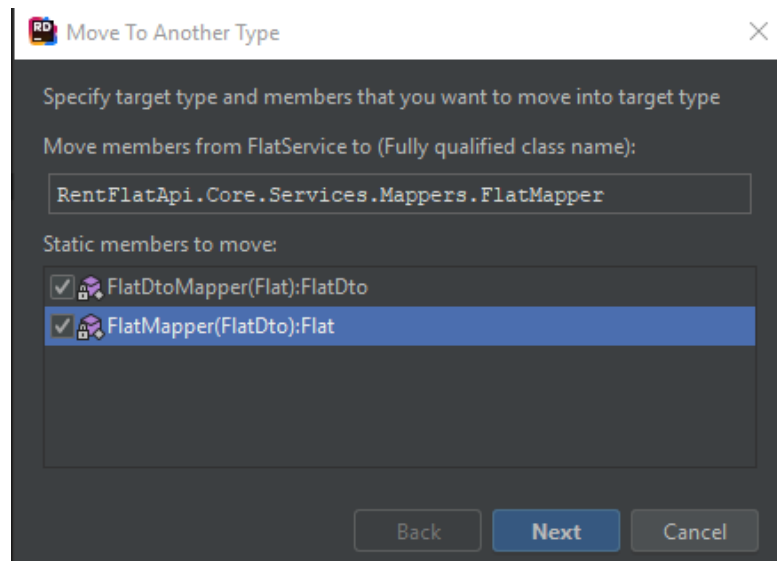 RD
Move To Another Type
Specify target type and members that you want to move into target type
Move members from FlatService to (Fully qualified class name):
RentFlatApi.Core.Services.Mappers.FlatMapper
Static members to move:
FlatDtoMapper(Flat):FlatDto
FlatMapper(FlatDto):Flat
Back
Next
Cancel